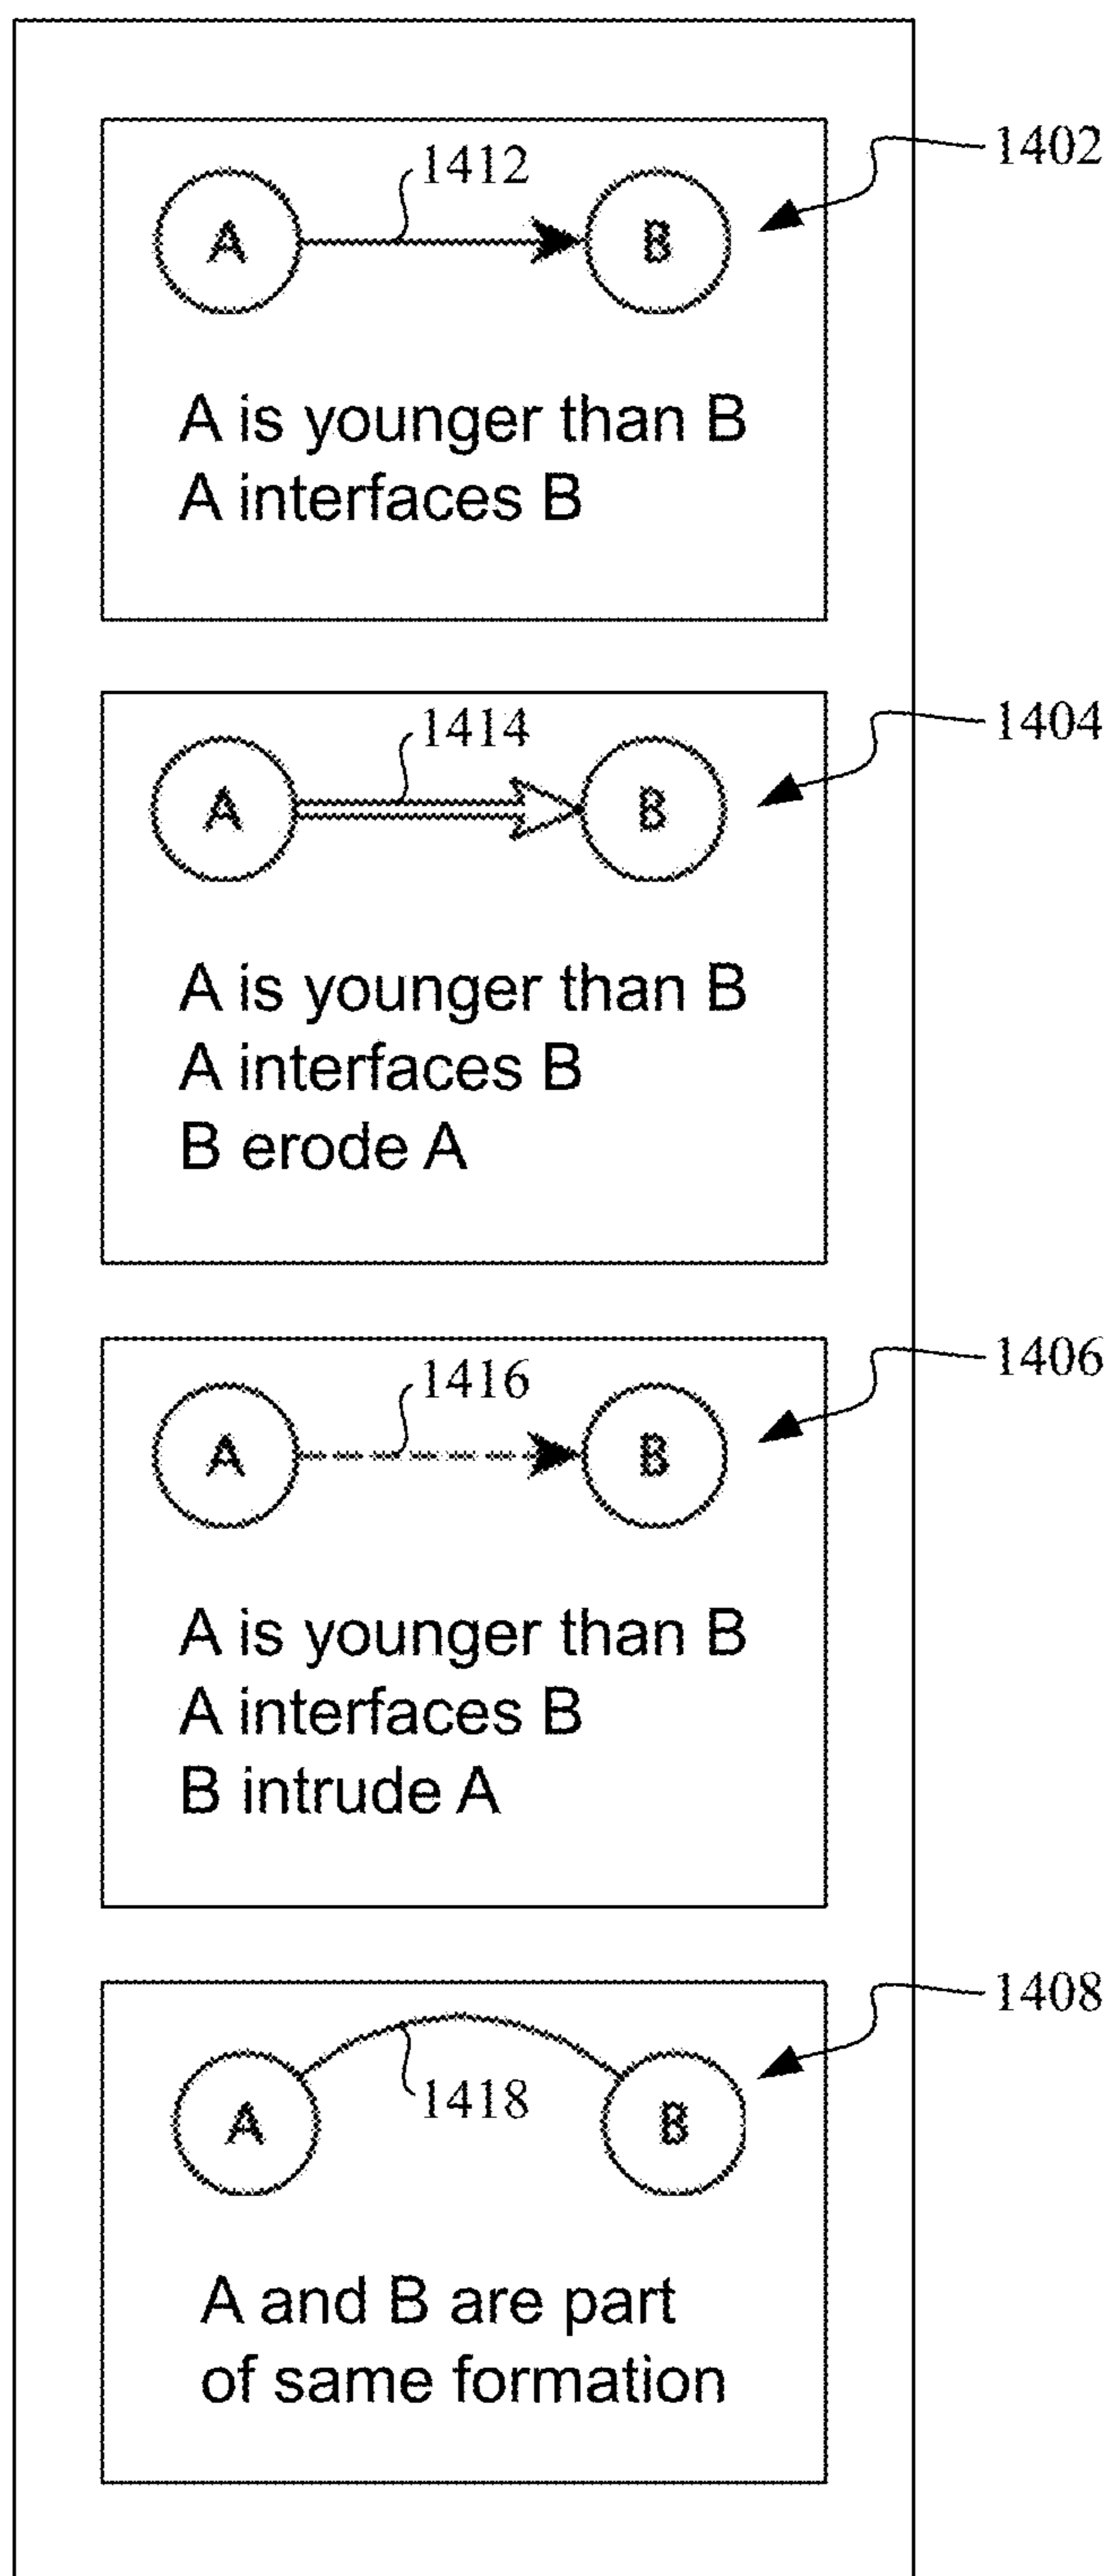 1412
1402
A
B
A is younger than B
A interfaces B
1414
1404
A
B
A is younger than B
A interfaces B
B erode A
1416
1406
A
B
A is younger than B
A interfaces B
B intrude A
1408
1418
A
B
A and B are part
of same formation